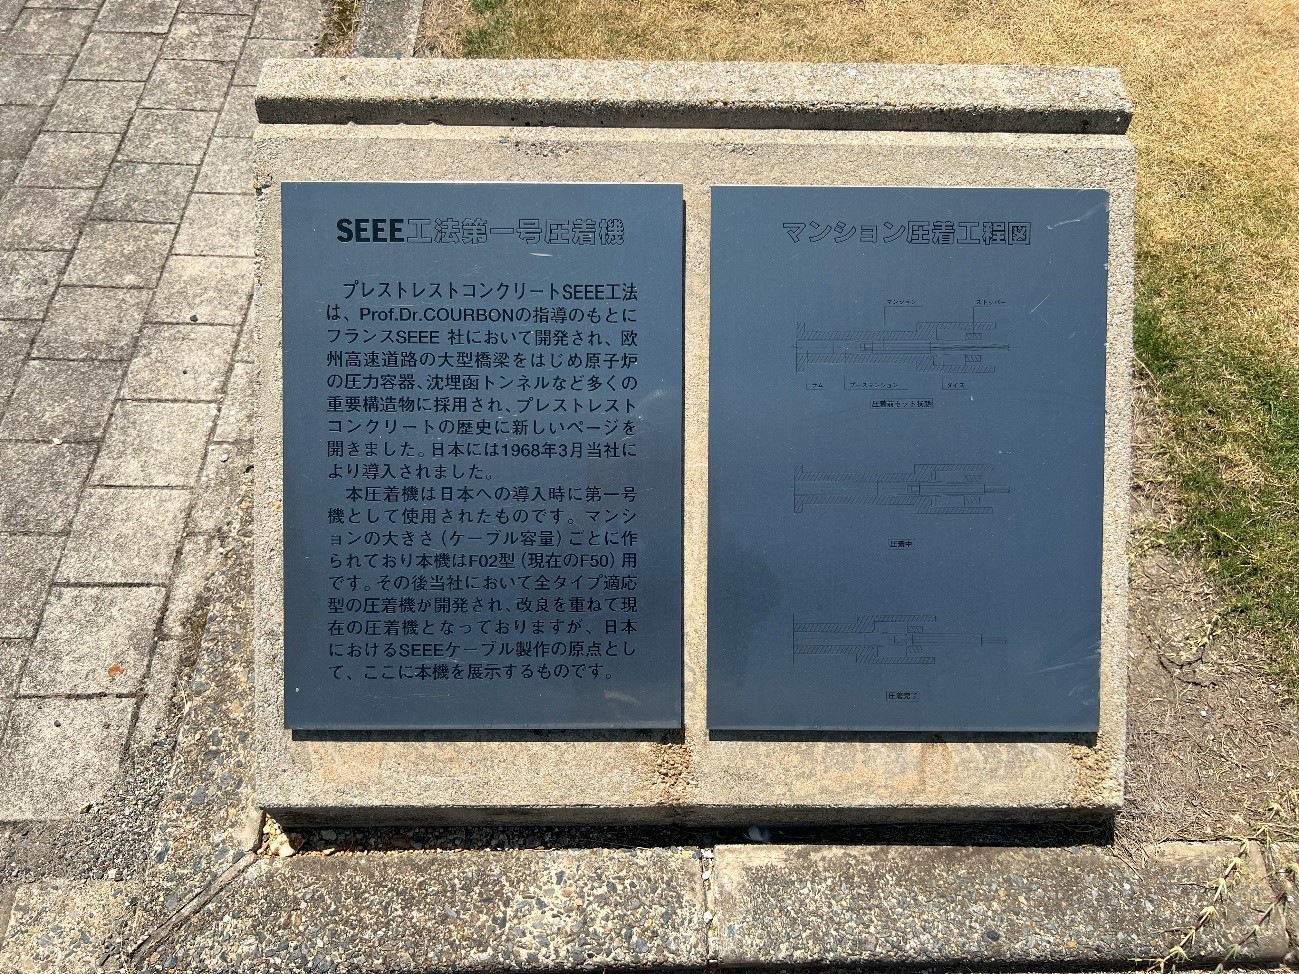 SEEE工法第一号圧着機
プレストレストコンクリートSEEE工法
は、Prof.Dr.COURBONの指導のもとに
フランスSEEE 社において開発され、欧
州高速道路の大型橋梁をはじめ原子炉
の圧力容器、沈埋函トンネルなど多くの
重要構造物に採用され、プレストレスト
コンクリートの歴史に新しいページを
開きました。日本には1968年3月当社に
より導入されました。
本圧着機は日本への導入時に第一号
機として使用されたものです。マンシ
ョンの大きさ（ケーブル容量）ごとに作
られており本機はF02型（現在のF50）用
です。その後当社において全タイプ適応
型の圧着機が開発され、改良を重ねて現
在の圧着機となっておりますが、日本
におけるSEEEケーブル製作の原点とし
て、ここに本機を展示するものです。
マンション圧着工程図
マンション
ストッパー
ラム
ブースマンション
ダイス
圧着前セット状態
圧着中
圧着完了